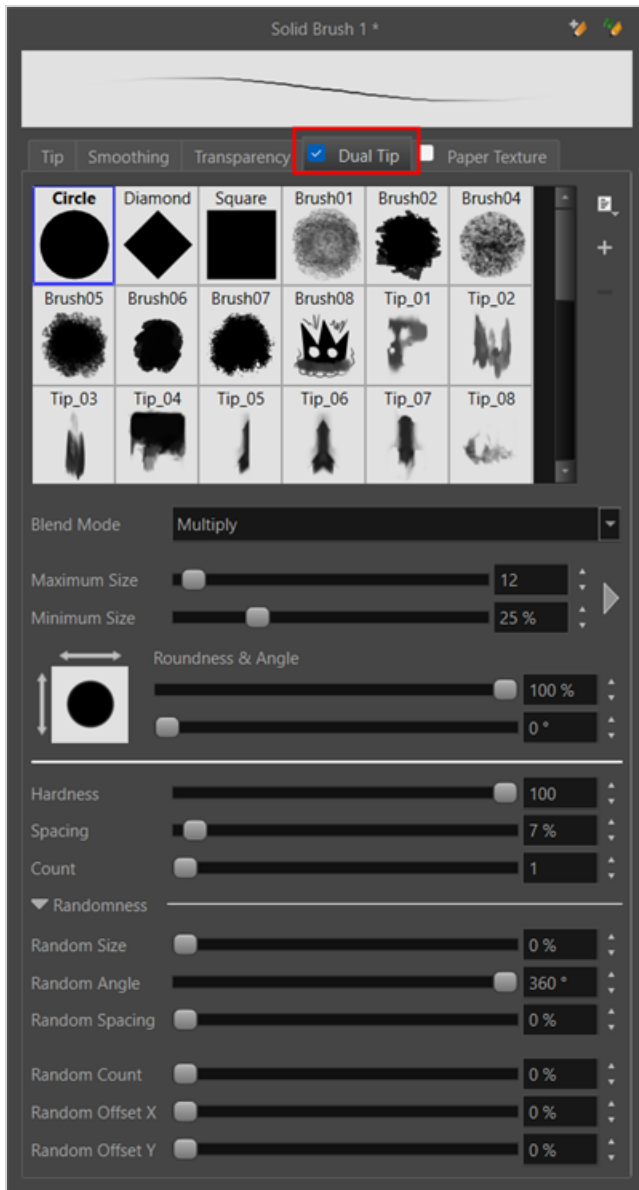 Solid Brush 1 *
Tip Smoothing Transparency Dual Tip Paper Texture
Circle Diamond Square Brush01 Brush02 Brush04
Brush05 Brush06 Brush07 Brush08 Tip_01 Tip_02
Tip_03 Tip_04 Tip_05 Tip_06 Tip_07 Tip_08
Blend Mode Multiply
Maximum Size 12
Minimum Size 25 %
Roundness & Angle
100 %
0 °
Hardness 100
Spacing 7 %
Count 1
Randomness
Random Size 0 %
Random Angle 360 °
Random Spacing 0 %
Random Count 0 %
Random Offset X 0 %
Random Offset Y 0 %